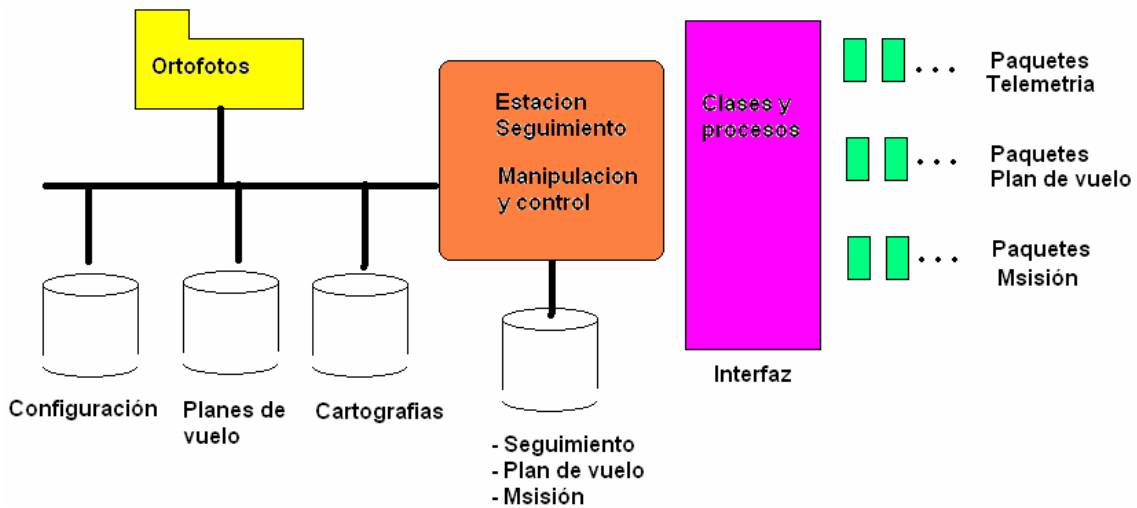 Ortofotos
Estacion
Seguimiento
Manipulacion
y control
Clases y
procesos
Interfaz
Paquetes
Telemetria
Paquetes
Plan de vuelo
Paquetes
Msisión
Configuración
Planes de
vuelo
Cartografias
- Seguimiento
- Plan de vuelo
- Msisión